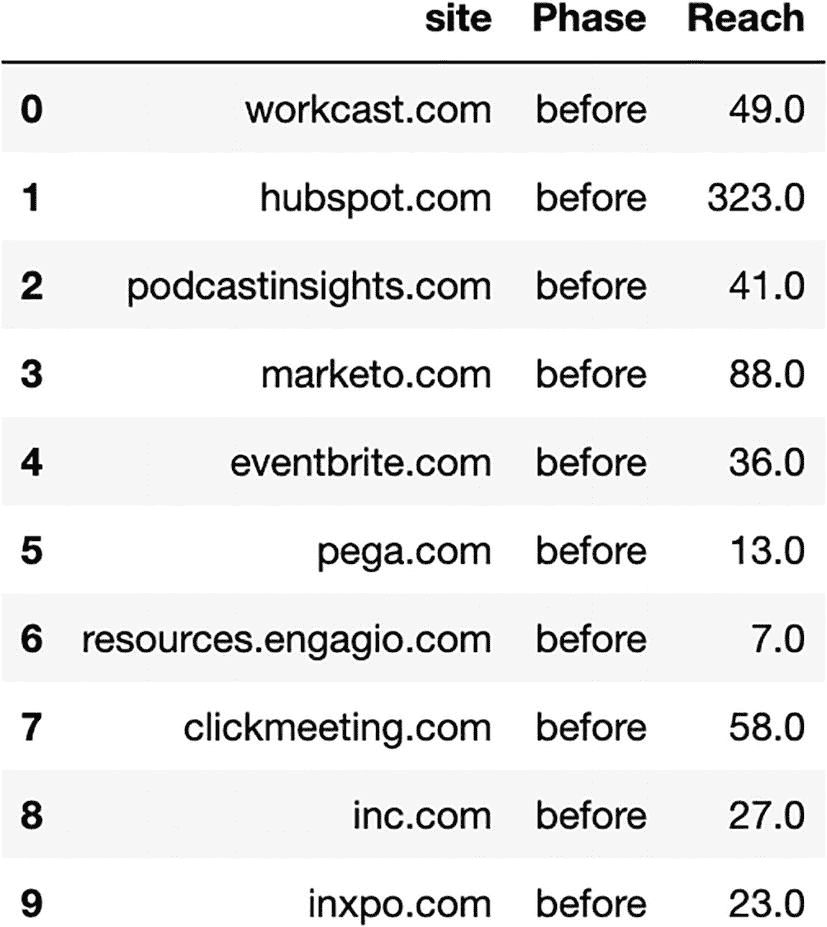 site Phase Reach
0 workcast.com before 49.0
1 hubspot.com before 323.0
2 podcastinsights.com before 41.0
3 marketo.com before 88.0
4 eventbrite.com before 36.0
5 pega.com before 13.0
6 resources.engagio.com before 7.0
7 clickmeeting.com before 58.0
8 inc.com before 27.0
9 inxpo.com before 23.0